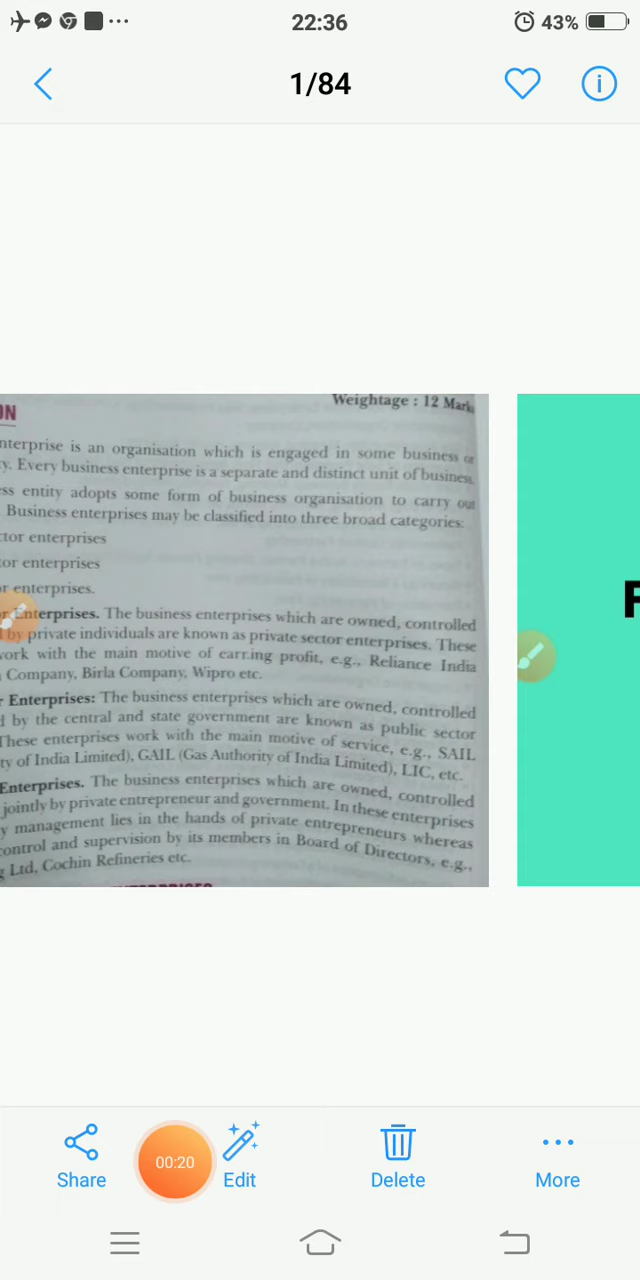 22:36
43%
1/84
Weightage : 12 Mark
ON
nterprise is an organisation which is engaged in some business or
y. Every business enterprise is a separate and distinct unit of business.
ess entity adopts some form of business organisation to carry out
. Business enterprises may be classified into three broad categories:
ctor enterprises
tor enterprises
or enterprises.
r Enterprises. The business enterprises which are owned, controlled
d by private individuals are known as private sector enterprises. These
work with the main motive of earning profit, e.g., Reliance India
Company, Birla Company, Wipro etc.
r Enterprises: The business enterprises which are owned, controlled
d by the central and state government are known as public sector
These enterprises work with the main motive of service, e.g., SAIL
ty of India Limited), GAIL (Gas Authority of India Limited), LIC, etc.
Enterprises. The business enterprises which are owned, controlled
jointly by private entrepreneur and government. In these enterprises
y management lies in the hands of private entrepreneurs whereas
control and supervision by its members in Board of Directors, e.g.,
g Ltd, Cochin Refineries etc.
F
00:20
Share
Edit
Delete
More